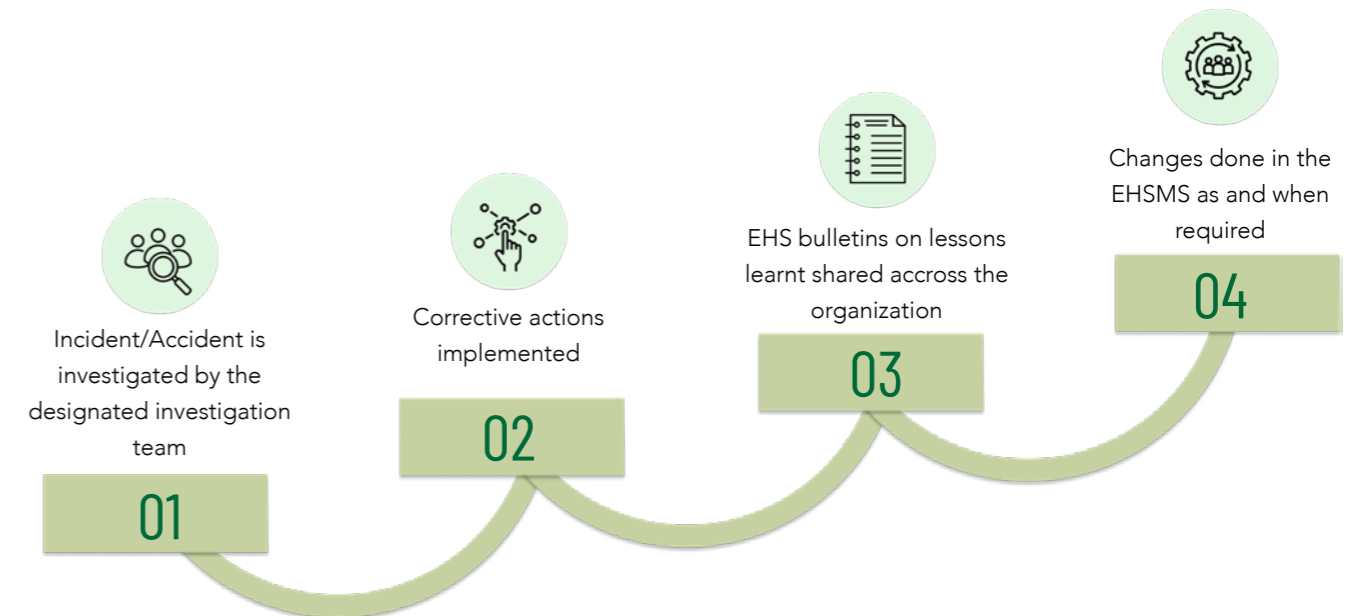 Incident/Accident is
investigated by the
designated investigation
team
01
Corrective actions
implemented
02
EHS bulletins on lessons
learnt shared accross the
organization
03
Changes done in the
EHSMS as and when
required
04